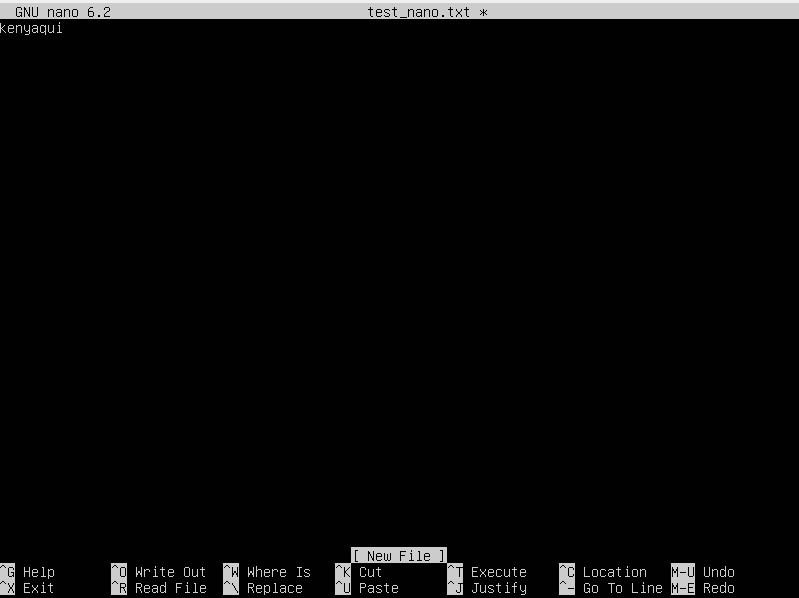 GNU nano 6.2 test_nano.txt *
kenyaqui
[ New File ]
^G Help ^O Write Out ^W Where Is ^K Cut ^T Execute ^C Location M-U Undo
^X Exit ^R Read File ^\ Replace ^U Paste ^J Justify ^- Go To Line M-E Redo